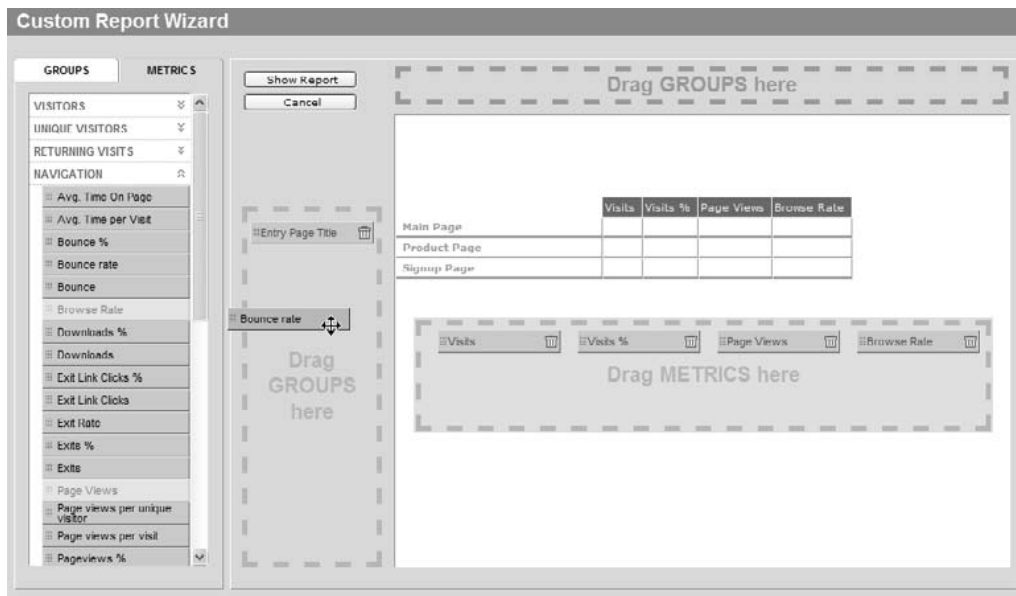 Custom Report Wizard
GROUPS METRICS
VISITORS
UNIQUE VISITORS
RETURNING VISITS
NAVIGATION
Avg. Time On Page
Avg. Time per Visit
Bounce %
Bounce rate
Bounce
Browse Rate
Downloads %
Downloads
Exit Link Clicks %
Exit Link Clicks
Exit Rate
Exits %
Exits
Page Views
Page views per unique
visitor
Page views per visit
Pageviews %
Show Report
Cancel
Entry Page Title
Bounce rate
Drag
GROUPS
here
Drag GROUPS here
Visits Visits % Page Views Browse Rate
Main Page
Product Page
Signup Page
Visits Visits % Page Views Browse Rate
Drag METRICS here